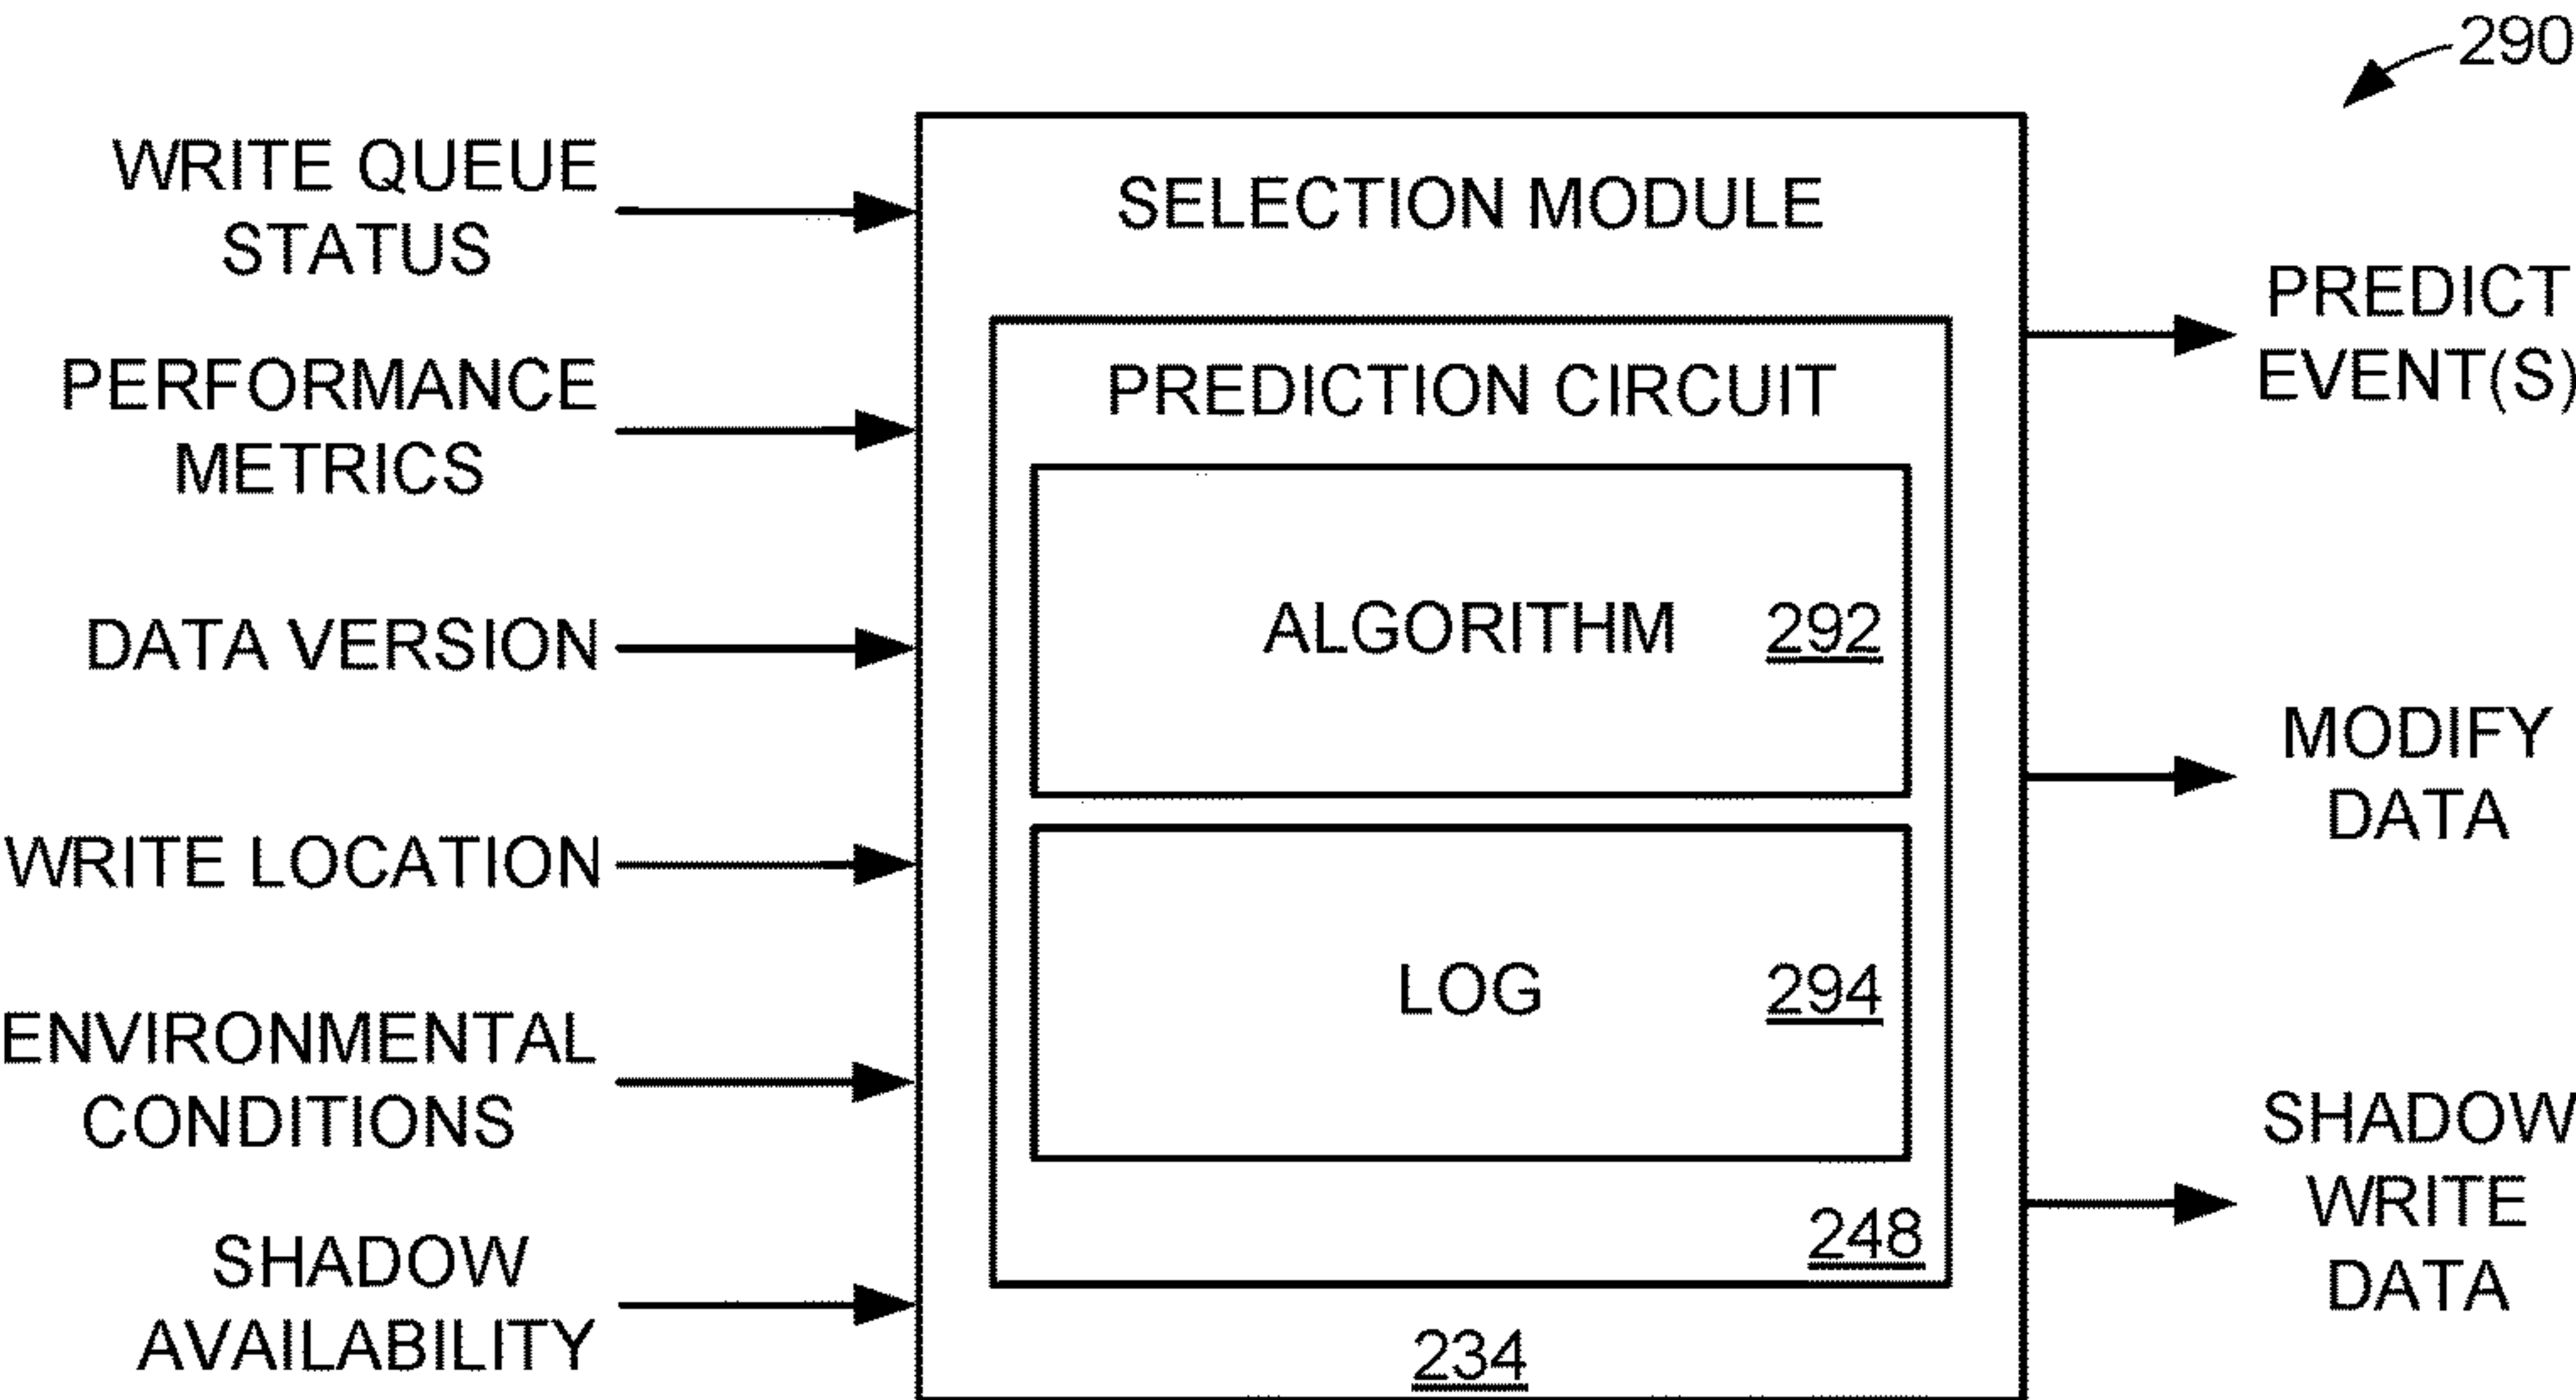 290
WRITE QUEUE
STATUS
PERFORMANCE
METRICS
DATA VERSION
WRITE LOCATION
ENVIRONMENTAL
CONDITIONS
SHADOW
AVAILABILITY
SELECTION MODULE
PREDICTION CIRCUIT
ALGORITHM 292
LOG 294
248
234
PREDICT
EVENT(S)
MODIFY
DATA
SHADOW
WRITE
DATA